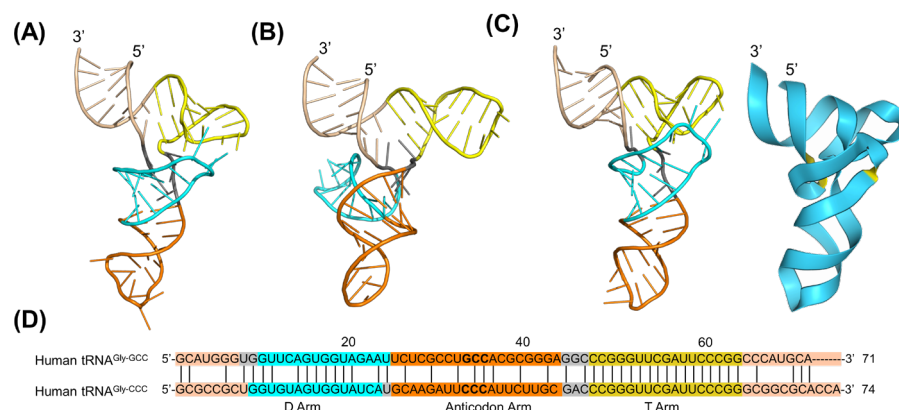 (A)
(B)
(C)
3’ 5’
3’ 5’
3’ 5’
3’ 5’
(D)
20 40 60
Human tRNAGly-GCC 5’-GCAUGGGUGGUUCAGUGGUAGAAUUCUCGCCUGCCACGCGGGAGGCCCGGGUUCGAUUCCCGGCCCAUGCA-------3’ 71
Human tRNAGly-CCC 5’-GCGCCGCUGGUGUAGUGGUAUCAUGCAAGAUUCCCAUUCUUGCGACCCGGGUUCGAUUCCCGGGCGGCGCACCA-3’ 74
D Arm Anticodon Arm T Arm